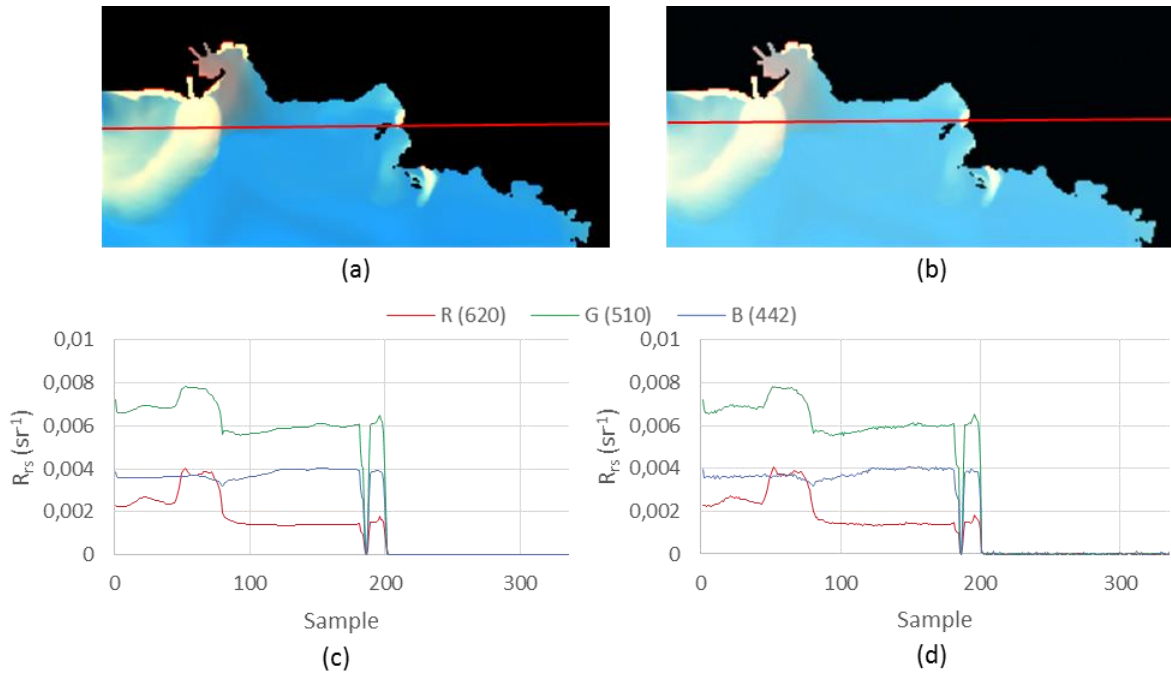 (a) (b)
R (620) G (510) B (442)
0,01 0,01
0,008 0,008
0,006 0,006
0,004 0,004
0,002 0,002
0 0
Rrs (sr-1) Rrs (sr-1)
0 100 200 300 0 100 200 300
Sample Sample
(c) (d)